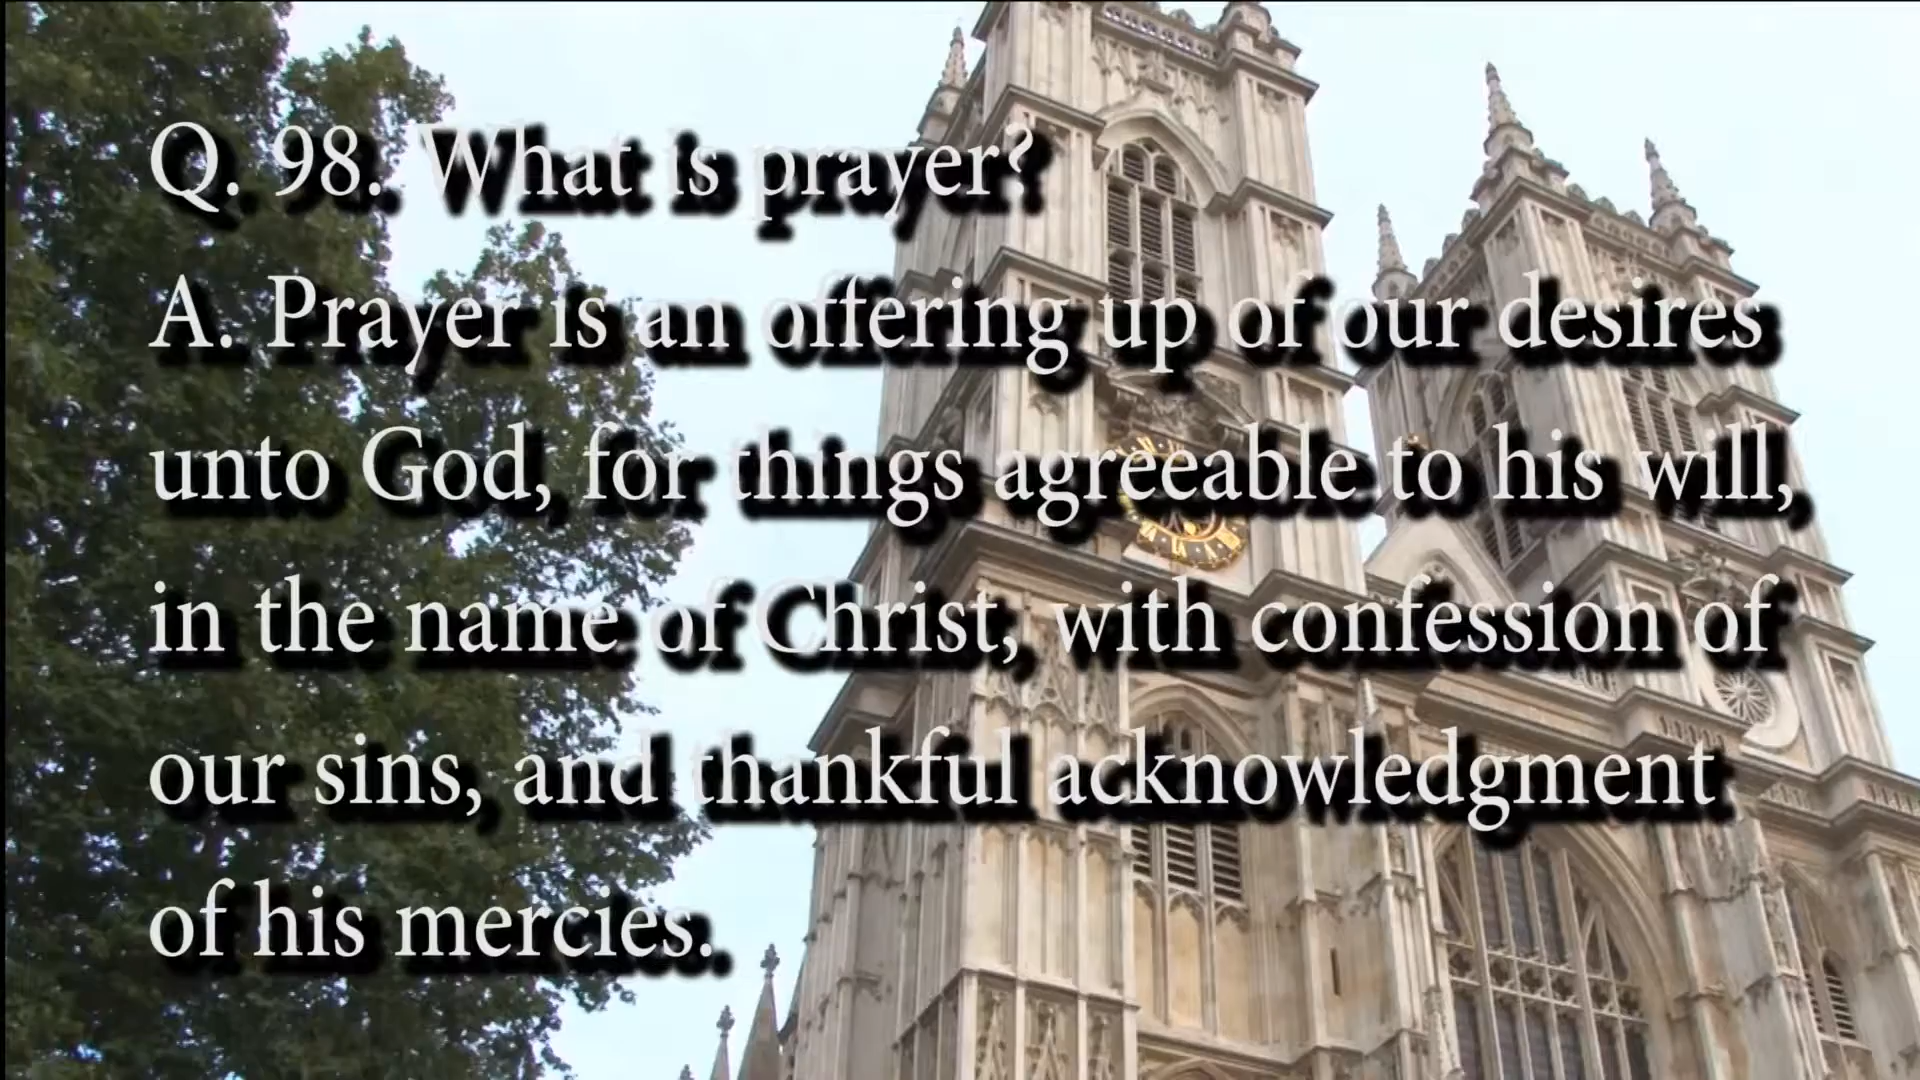 Q. 98. What is prayer?
A. Prayer is an offering up of our desires
unto God, for things agreeable to his will,
in the name of Christ, with confession of
our sins, and thankful acknowledgment
of his mercies.